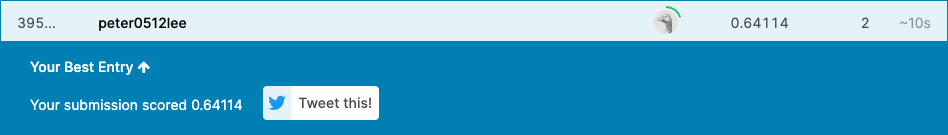 395... peter0512lee 0.64114 2 ~10s
Your Best Entry ↑
Your submission scored 0.64114 Tweet this!